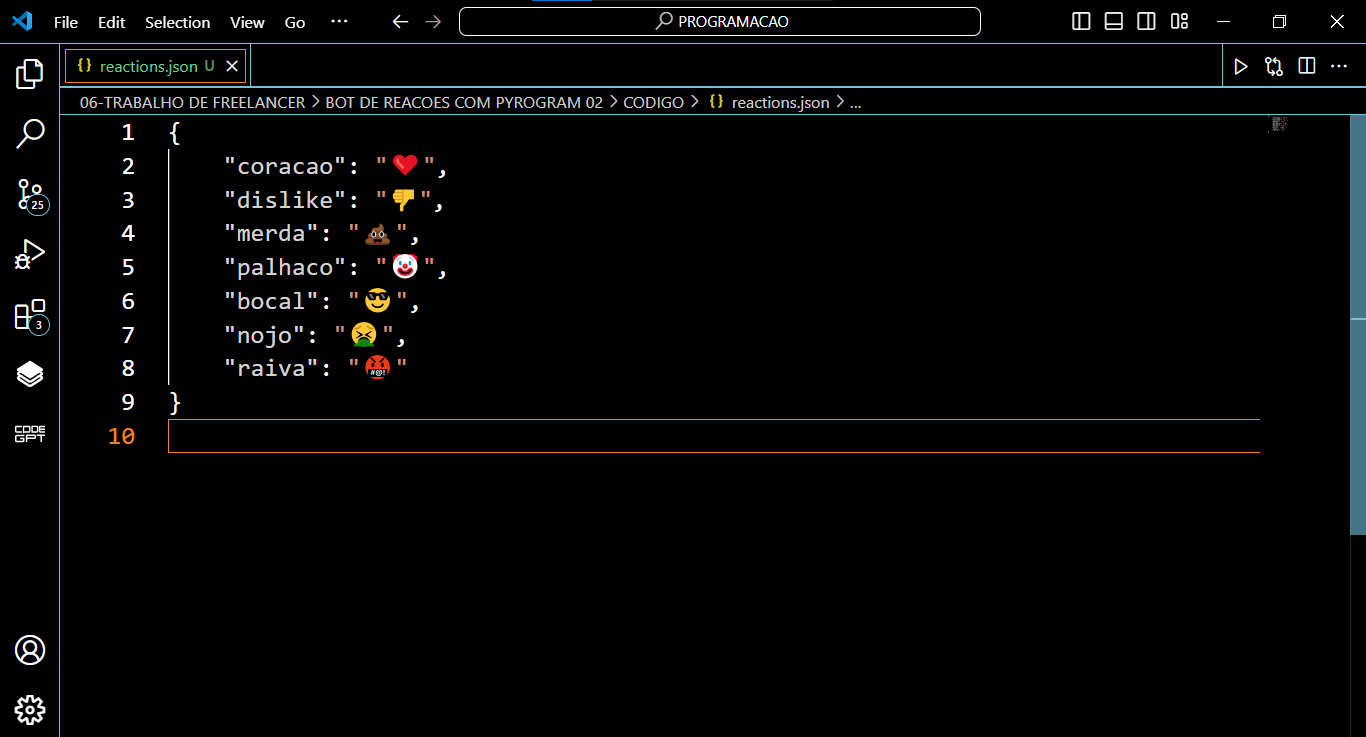 File Edit Selection View Go ··· PROGRAMACAO
{} reactions.json U
06-TRABALHO DE FREELANCER > BOT DE REACOES COM PYROGRAM 02 > CODIGO > {} reactions.json > ...
1 {
2 "coracao": "❤️",
3 "dislike": "👎",
4 "merda": "💩",
5 "palhaco": "🤡",
6 "bocal": "😎",
7 "nojo": "🤮",
8 "raiva": "🤬"
9 }
10
25
3
CODE
GPT